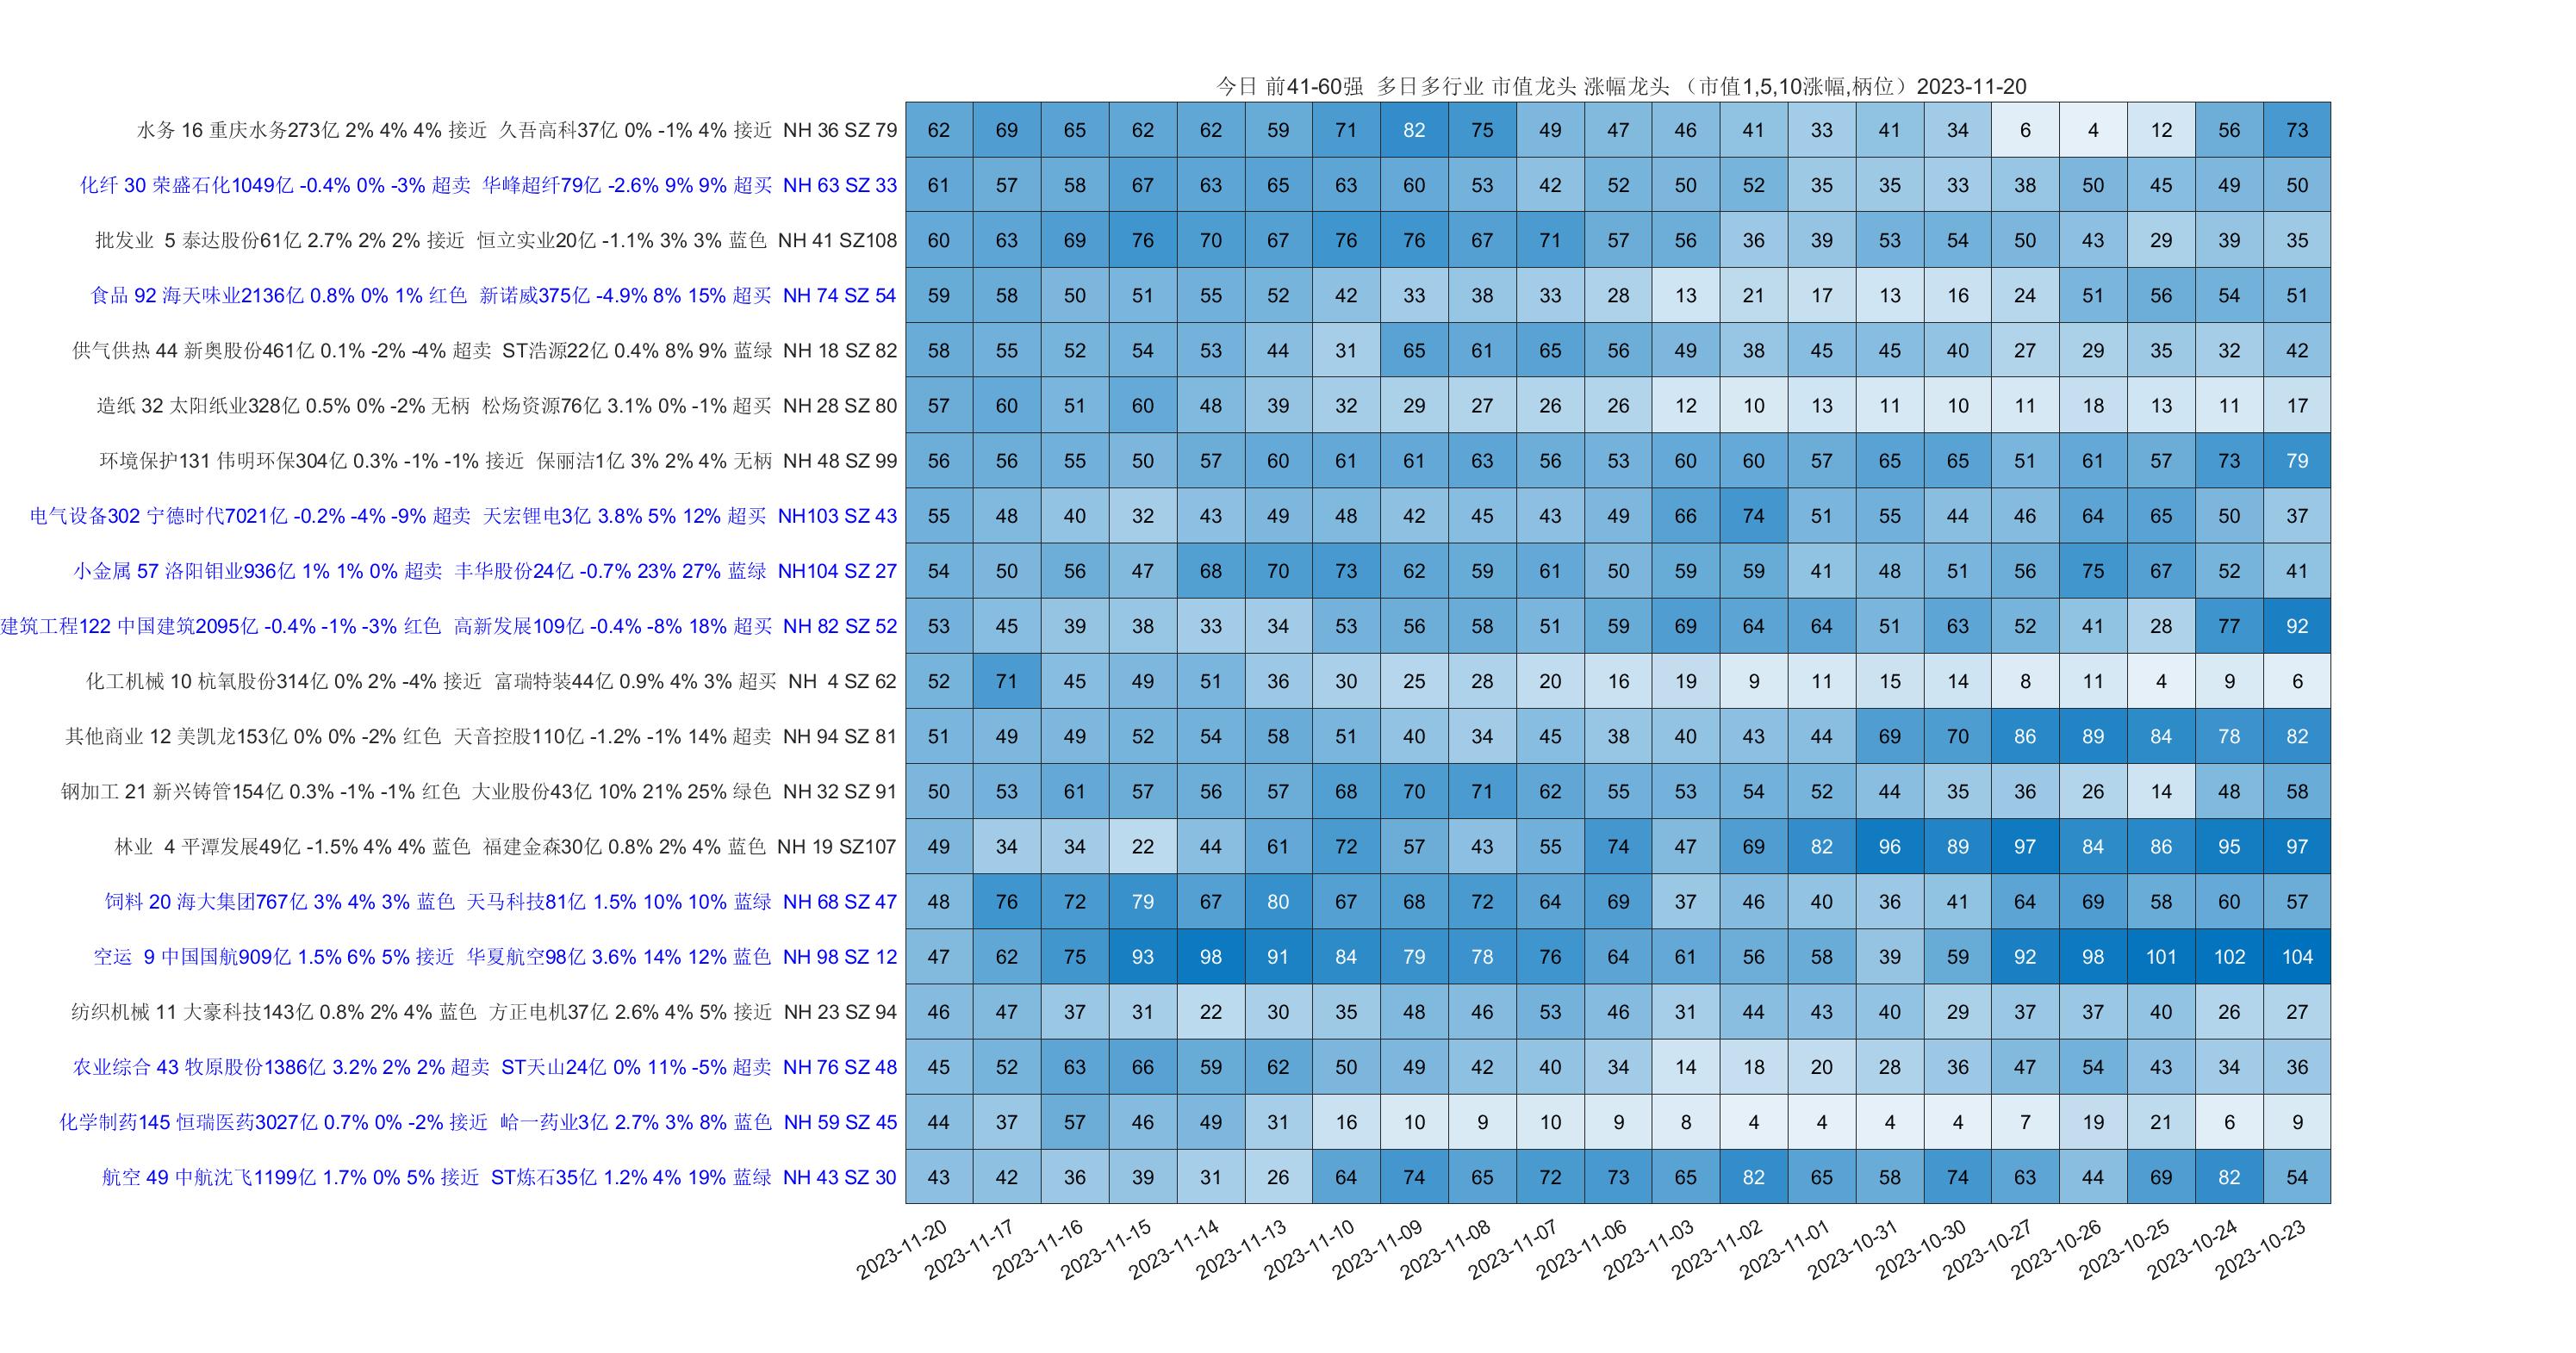 今日 前41-60强 多日多行业 市值龙头 涨幅龙头 （市值1,5,10涨幅,柄位）2023-11-20
水务 16 重庆水务273亿 2% 4% 4% 接近 久吾高科37亿 0% -1% 4% 接近 NH 36 SZ 79 62 69 65 62 62 59 71 82 75 49 47 46 41 33 41 34 6 4 12 56 73
化纤 30 荣盛石化1049亿 -0.4% 0% -3% 超卖 华峰超纤79亿 -2.6% 9% 9% 超买 NH 63 SZ 33 61 57 58 67 63 65 63 60 53 42 52 50 52 35 35 33 38 50 45 49 50
批发业 5 泰达股份61亿 2.7% 2% 2% 接近 恒立实业20亿 -1.1% 3% 3% 蓝色 NH 41 SZ108 60 63 69 76 70 67 76 76 67 71 57 56 36 39 53 54 50 43 29 39 35
食品 92 海天味业2136亿 0.8% 0% 1% 红色 新诺威375亿 -4.9% 8% 15% 超买 NH 74 SZ 54 59 58 50 51 55 52 42 33 38 33 28 13 21 17 13 16 24 51 56 54 51
供气供热 44 新奥股份461亿 0.1% -2% -4% 超卖 ST浩源22亿 0.4% 8% 9% 蓝绿 NH 18 SZ 82 58 55 52 54 53 44 31 65 61 65 56 49 38 45 45 40 27 29 35 32 42
造纸 32 太阳纸业328亿 0.5% 0% -2% 无柄 松炀资源76亿 3.1% 0% -1% 超买 NH 28 SZ 80 57 60 51 60 48 39 32 29 27 26 26 12 10 13 11 10 11 18 13 11 17
环境保护131 伟明环保304亿 0.3% -1% -1% 接近 保丽洁1亿 3% 2% 4% 无柄 NH 48 SZ 99 56 56 55 50 57 60 61 61 63 56 53 60 60 57 65 65 51 61 57 73 79
电气设备302 宁德时代7021亿 -0.2% -4% -9% 超卖 天宏锂电3亿 3.8% 5% 12% 超买 NH103 SZ 43 55 48 40 32 43 49 48 42 45 43 49 66 74 51 55 44 46 64 65 50 37
小金属 57 洛阳钼业936亿 1% 1% 0% 超卖 丰华股份24亿 -0.7% 23% 27% 蓝绿 NH104 SZ 27 54 50 56 47 68 70 73 62 59 61 50 59 59 41 48 51 56 75 67 52 41
建筑工程122 中国建筑2095亿 -0.4% -1% -3% 红色 高新发展109亿 -0.4% -8% 18% 超买 NH 82 SZ 52 53 45 39 38 33 34 53 56 58 51 59 69 64 64 51 63 52 41 28 77 92
化工机械 10 杭氧股份314亿 0% 2% -4% 接近 富瑞特装44亿 0.9% 4% 3% 超买 NH 4 SZ 62 52 71 45 49 51 36 30 25 28 20 16 19 9 11 15 14 8 11 4 9 6
其他商业 12 美凯龙153亿 0% 0% -2% 红色 天音控股110亿 -1.2% -1% 14% 超卖 NH 94 SZ 81 51 49 49 52 54 58 51 40 34 45 38 40 43 44 69 70 86 89 84 78 82
钢加工 21 新兴铸管154亿 0.3% -1% -1% 红色 大业股份43亿 10% 21% 25% 绿色 NH 32 SZ 91 50 53 61 57 56 57 68 70 71 62 55 53 54 52 44 35 36 26 14 48 58
林业 4 平潭发展49亿 -1.5% 4% 4% 蓝色 福建金森30亿 0.8% 2% 4% 蓝色 NH 19 SZ107 49 34 34 22 44 61 72 57 43 55 74 47 69 82 96 89 97 84 86 95 97
饲料 20 海大集团767亿 3% 4% 3% 蓝色 天马科技81亿 1.5% 10% 10% 蓝绿 NH 68 SZ 47 48 76 72 79 67 80 67 68 72 64 69 37 46 40 36 41 64 69 58 60 57
空运 9 中国国航909亿 1.5% 6% 5% 接近 华夏航空98亿 3.6% 14% 12% 蓝色 NH 98 SZ 12 47 62 75 93 98 91 84 79 78 76 64 61 56 58 39 59 92 98 101 102 104
纺织机械 11 大豪科技143亿 0.8% 2% 4% 蓝色 方正电机37亿 2.6% 4% 5% 接近 NH 23 SZ 94 46 47 37 31 22 30 35 48 46 53 46 31 44 43 40 29 37 37 40 26 27
农业综合 43 牧原股份1386亿 3.2% 2% 2% 超卖 ST天山24亿 0% 11% -5% 超卖 NH 76 SZ 48 45 52 63 66 59 62 50 49 42 40 34 14 18 20 28 36 47 54 43 34 36
化学制药145 恒瑞医药3027亿 0.7% 0% -2% 接近 峆一药业3亿 2.7% 3% 8% 蓝色 NH 59 SZ 45 44 37 57 46 49 31 16 10 9 10 9 8 4 4 4 4 7 19 21 6 9
航空 49 中航沈飞1199亿 1.7% 0% 5% 接近 ST炼石35亿 1.2% 4% 19% 蓝绿 NH 43 SZ 30 43 42 36 39 31 26 64 74 65 72 73 65 82 65 58 74 63 44 69 82 54
2023-11-20 2023-11-17 2023-11-16 2023-11-15 2023-11-14 2023-11-13 2023-11-10 2023-11-09 2023-11-08 2023-11-07 2023-11-06 2023-11-03 2023-11-02 2023-11-01 2023-10-31 2023-10-30 2023-10-27 2023-10-26 2023-10-25 2023-10-24 2023-10-23